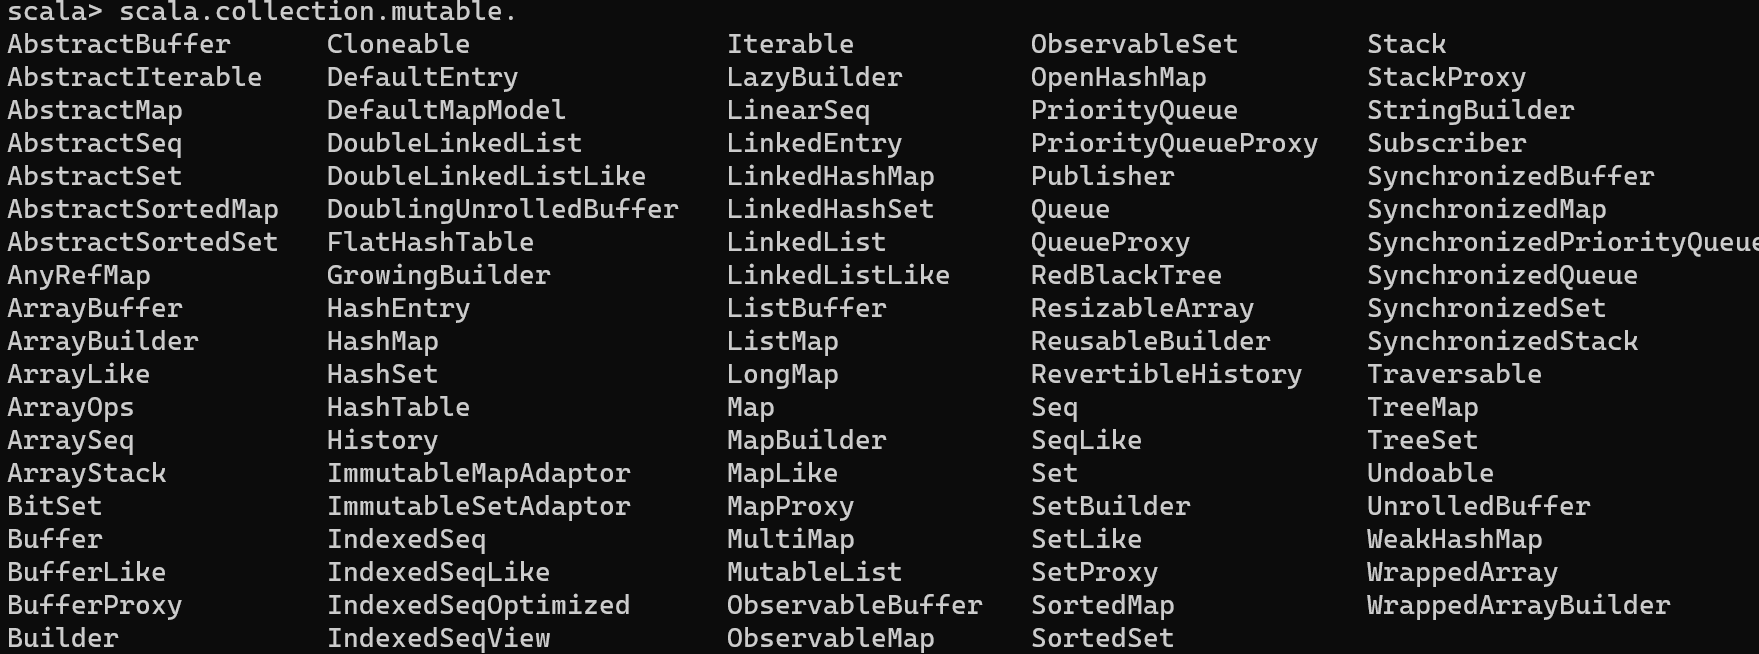 scala> scala.collection.mutable.
AbstractBuffer Cloneable Iterable ObservableSet Stack
AbstractIterable DefaultEntry LazyBuilder OpenHashMap StackProxy
AbstractMap DefaultMapModel LinearSeq PriorityQueue StringBuilder
AbstractSeq DoubleLinkedList LinkedEntry PriorityQueueProxy Subscriber
AbstractSet DoubleLinkedListLike LinkedHashMap Publisher SynchronizedBuffer
AbstractSortedMap DoublingUnrolledBuffer LinkedHashSet Queue SynchronizedMap
AbstractSortedSet FlatHashTable LinkedList QueueProxy SynchronizedPriorityQueue
AnyRefMap GrowingBuilder LinkedListLike RedBlackTree SynchronizedQueue
ArrayBuffer HashEntry ListBuffer ResizableArray SynchronizedSet
ArrayBuilder HashMap ListMap ReusableBuilder SynchronizedStack
ArrayLike HashSet LongMap RevertibleHistory Traversable
ArrayOps HashTable Map Seq TreeMap
ArraySeq History MapBuilder SeqLike TreeSet
ArrayStack ImmutableMapAdaptor MapLike Set Undoable
BitSet ImmutableSetAdaptor MapProxy SetBuilder UnrolledBuffer
Buffer IndexedSeq MultiMap SetLike WeakHashMap
BufferLike IndexedSeqLike MutableList SetProxy WrappedArray
BufferProxy IndexedSeqOptimized ObservableBuffer SortedMap WrappedArrayBuilder
Builder IndexedSeqView ObservableMap SortedSet